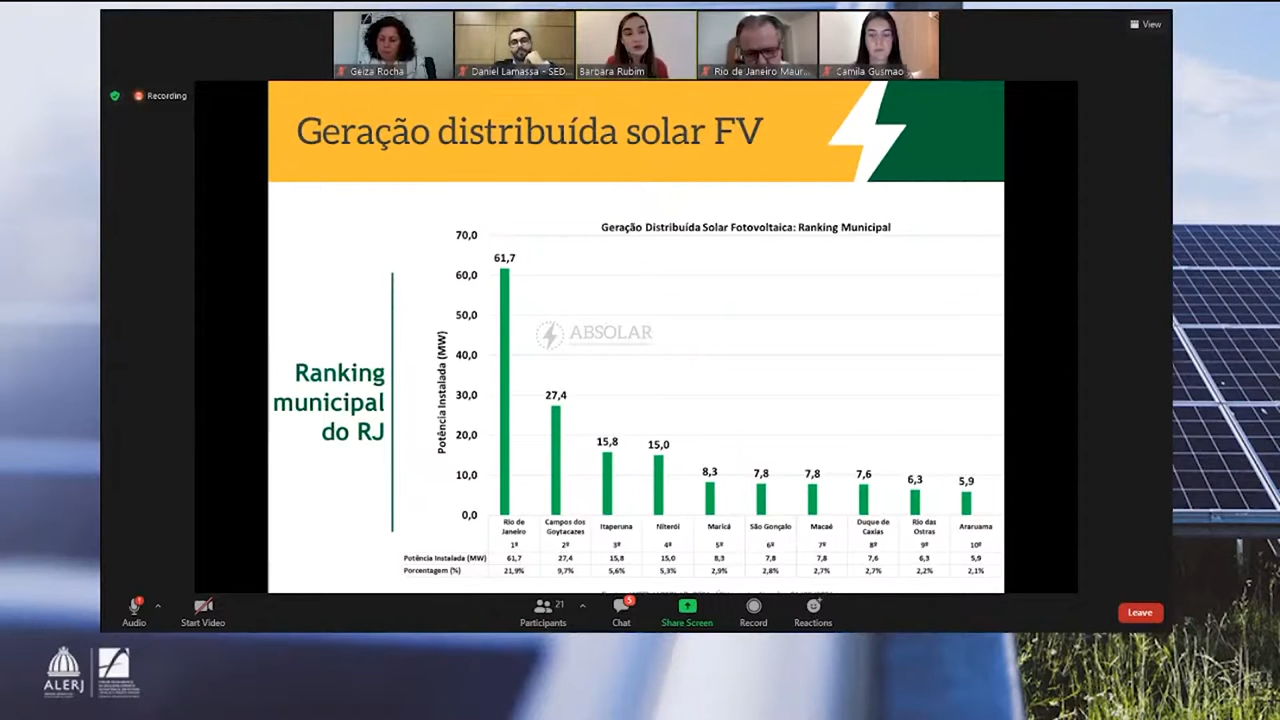 View
Geiza Rocha
Daniel Lamassa - SED...
Barbara Rubim
Rio de Janeiro Maur...
Camila Gusmao
Recording
Geração distribuída solar FV
Geração Distribuída Solar Fotovoltaica: Ranking Municipal
Ranking
municipal
do RJ
Potência Instalada (MW)
70,0
60,0
50,0
40,0
30,0
20,0
10,0
0,0
61,7
27,4
15,8
15,0
8,3
7,8
7,8
7,6
6,3
5,9
ABSOLAR
Rio de Janeiro
Campos dos Goytacazes
Itaperuna
Niterói
Maricá
São Gonçalo
Macaé
Duque de Caxias
Rio das Ostras
Araruama
1º 2º 3º 4º 5º 6º 7º 8º 9º 10º
Potência Instalada (MW) 61,7 27,4 15,8 15,0 8,3 7,8 7,8 7,6 6,3 5,9
Porcentagem (%) 21,9% 9,7% 5,6% 5,3% 2,9% 2,8% 2,7% 2,7% 2,2% 2,1%
Audio
Start Video
Participants
21
Chat
5
Share Screen
Record
Reactions
Leave
ALERJ